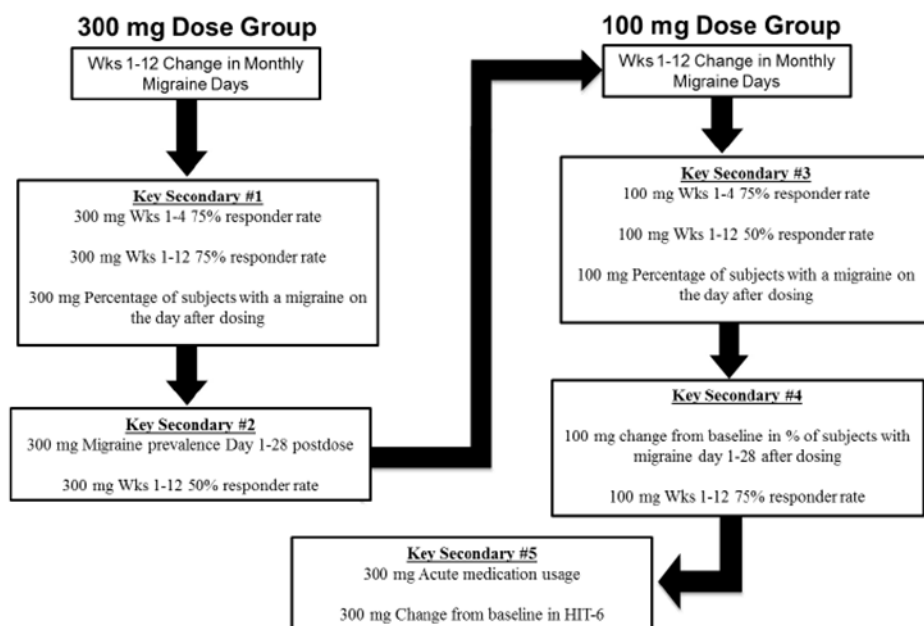 300 mg Dose Group
Wks 1-12 Change in Monthly
Migraine Days
Key Secondary #1
300 mg Wks 1-4 75% responder rate
300 mg Wks 1-12 75% responder rate
300 mg Percentage of subjects with a migraine on
the day after dosing
Key Secondary #2
300 mg Migraine prevalence Day 1-28 postdose
300 mg Wks 1-12 50% responder rate
100 mg Dose Group
Wks 1-12 Change in Monthly Migraine
Days
Key Secondary #3
100 mg Wks 1-4 75% responder rate
100 mg Wks 1-12 50% responder rate
100 mg Percentage of subjects with a migraine on
the day after dosing
Key Secondary #4
100 mg change from baseline in % of subjects with
migraine day 1-28 after dosing
100 mg Wks 1-12 75% responder rate
Key Secondary #5
300 mg Acute medication usage
300 mg Change from baseline in HIT-6